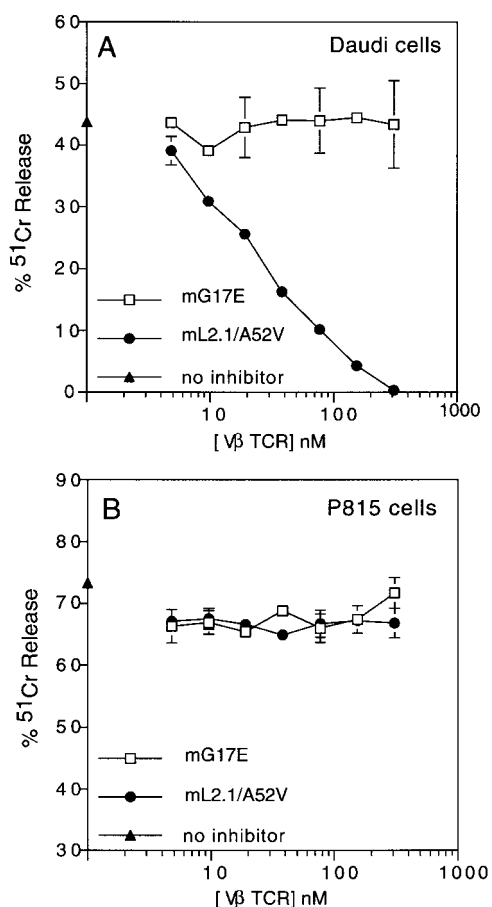 A
Daudi cells
60
50
40
30
20
10
0
% 51Cr Release
mG17E
mL2.1/A52V
no inhibitor
10
100
1000
[ Vβ TCR] nM
B
P815 cells
90
80
70
60
50
40
30
% 51Cr Release
mG17E
mL2.1/A52V
no inhibitor
10
100
1000
[ Vβ TCR] nM